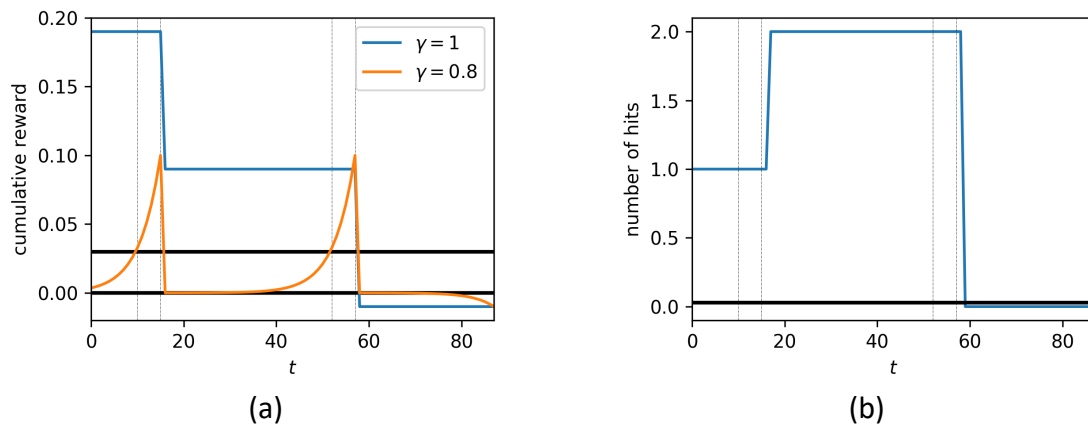 cumulative reward
0.20
0.15
0.10
0.05
0.00
0 20 40 60 80
t
γ = 1
γ = 0.8
(a)
number of hits
2.0
1.5
1.0
0.5
0.0
0 20 40 60 80
t
(b)